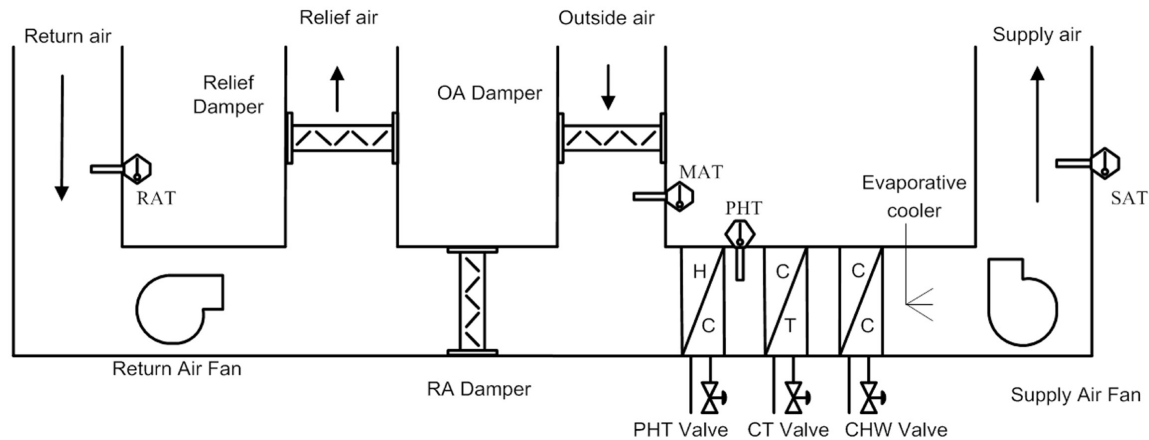 Return air
Relief air
Outside air
Supply air
Relief
Damper
OA Damper
RAT
MAT
PHT
Evaporative
cooler
SAT
H
C
C
T
C
C
Return Air Fan
RA Damper
Supply Air Fan
PHT Valve
CT Valve
CHW Valve